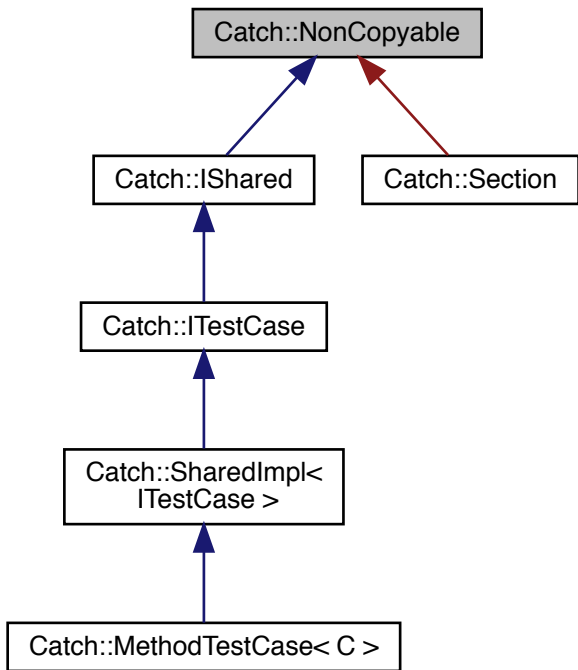 Catch::NonCopyable
Catch::IShared
Catch::Section
Catch::ITestCase
Catch::SharedImpl<
ITestCase >
Catch::MethodTestCase< C >